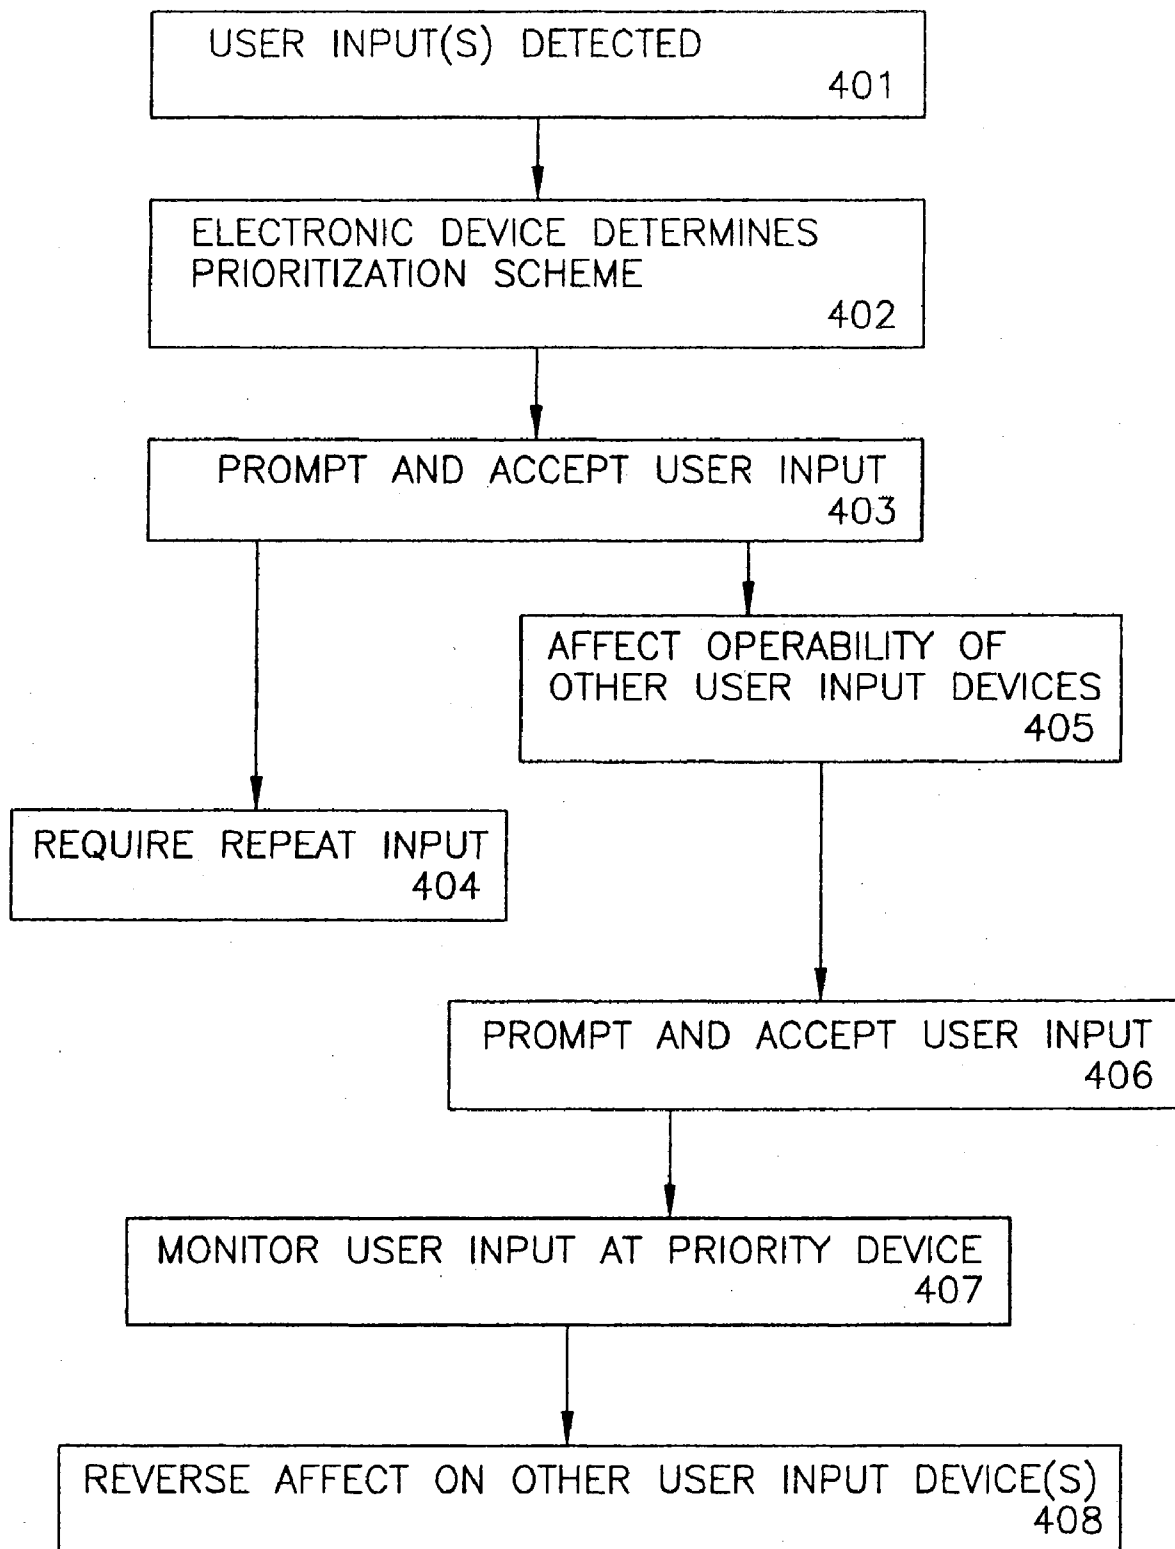 USER INPUT(S) DETECTED
401
ELECTRONIC DEVICE DETERMINES
PRIORITIZATION SCHEME
402
PROMPT AND ACCEPT USER INPUT
403
AFFECT OPERABILITY OF
OTHER USER INPUT DEVICES
405
REQUIRE REPEAT INPUT
404
PROMPT AND ACCEPT USER INPUT
406
MONITOR USER INPUT AT PRIORITY DEVICE
407
REVERSE AFFECT ON OTHER USER INPUT DEVICE(S)
408